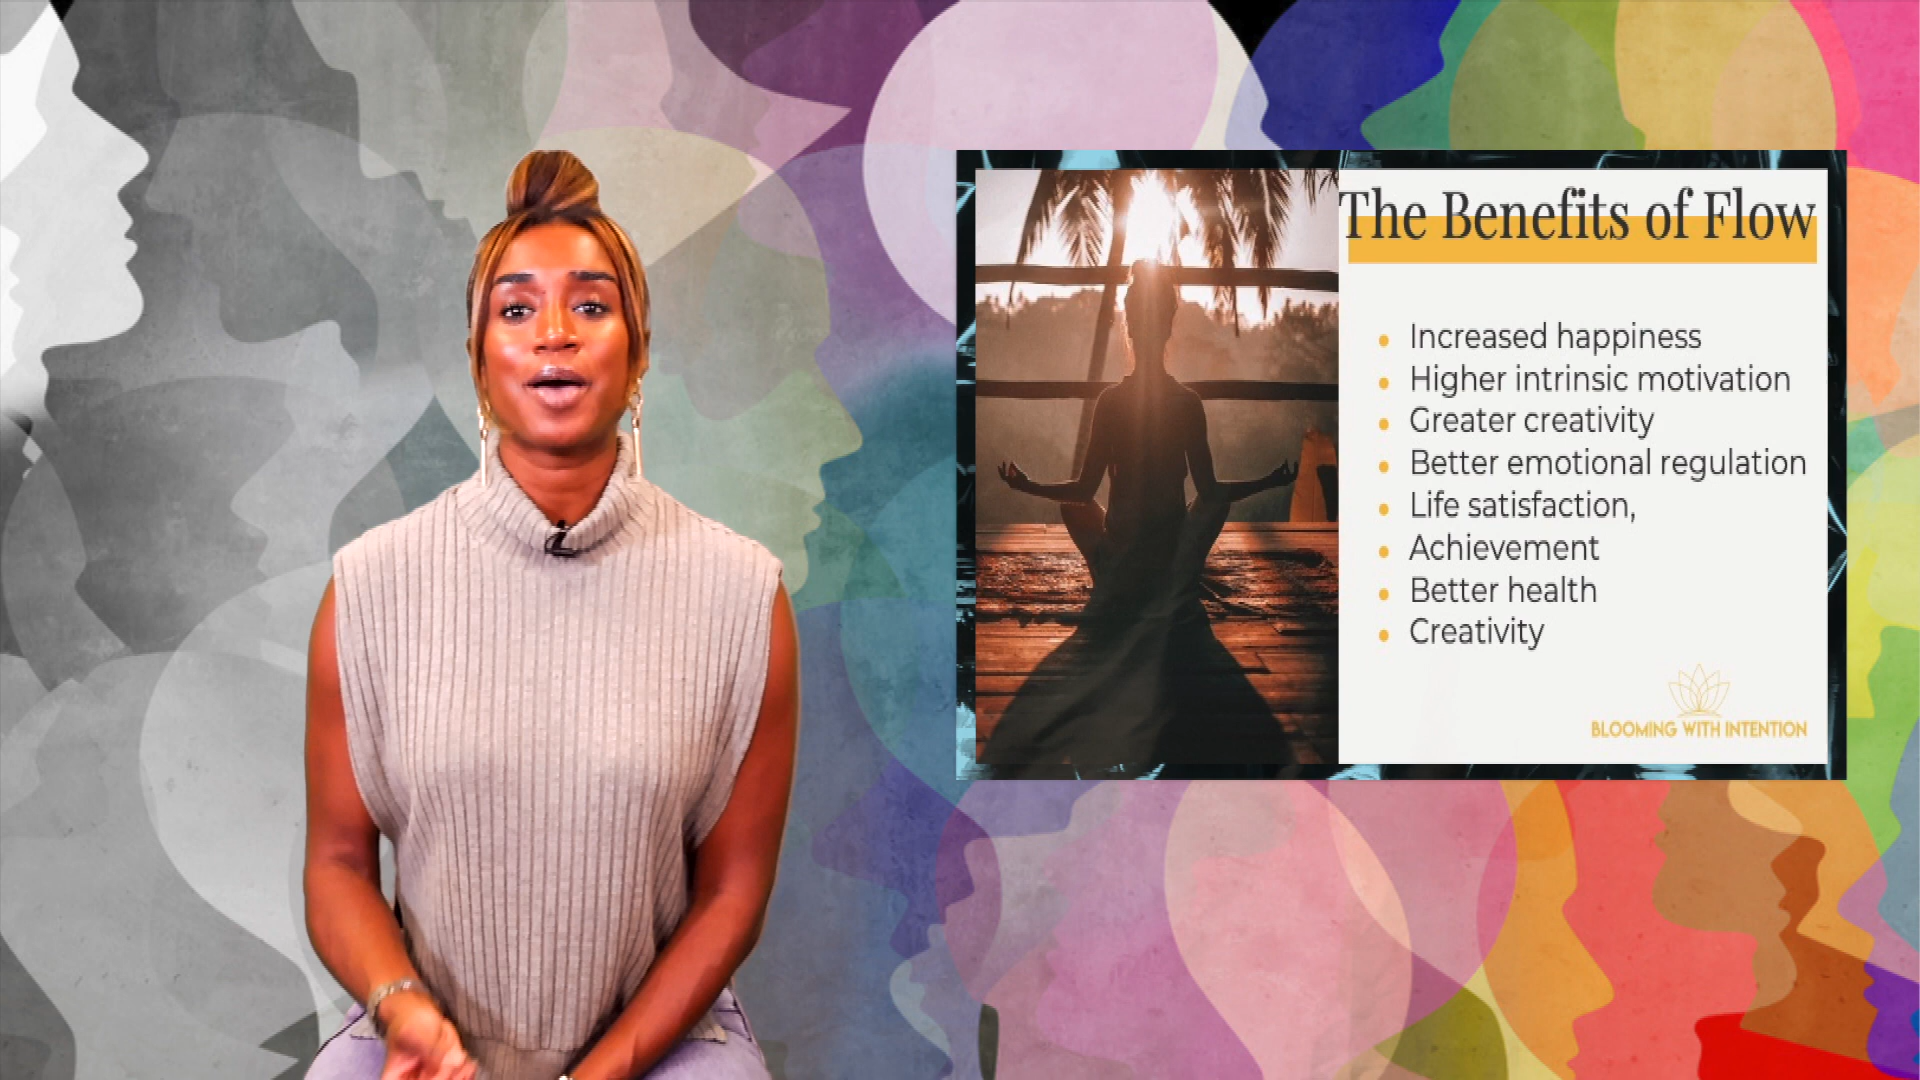 The Benefits of Flow
Increased happiness
Higher intrinsic motivation
Greater creativity
Better emotional regulation
Life satisfaction,
Achievement
Better health
Creativity
BLOOMING WITH INTENTION